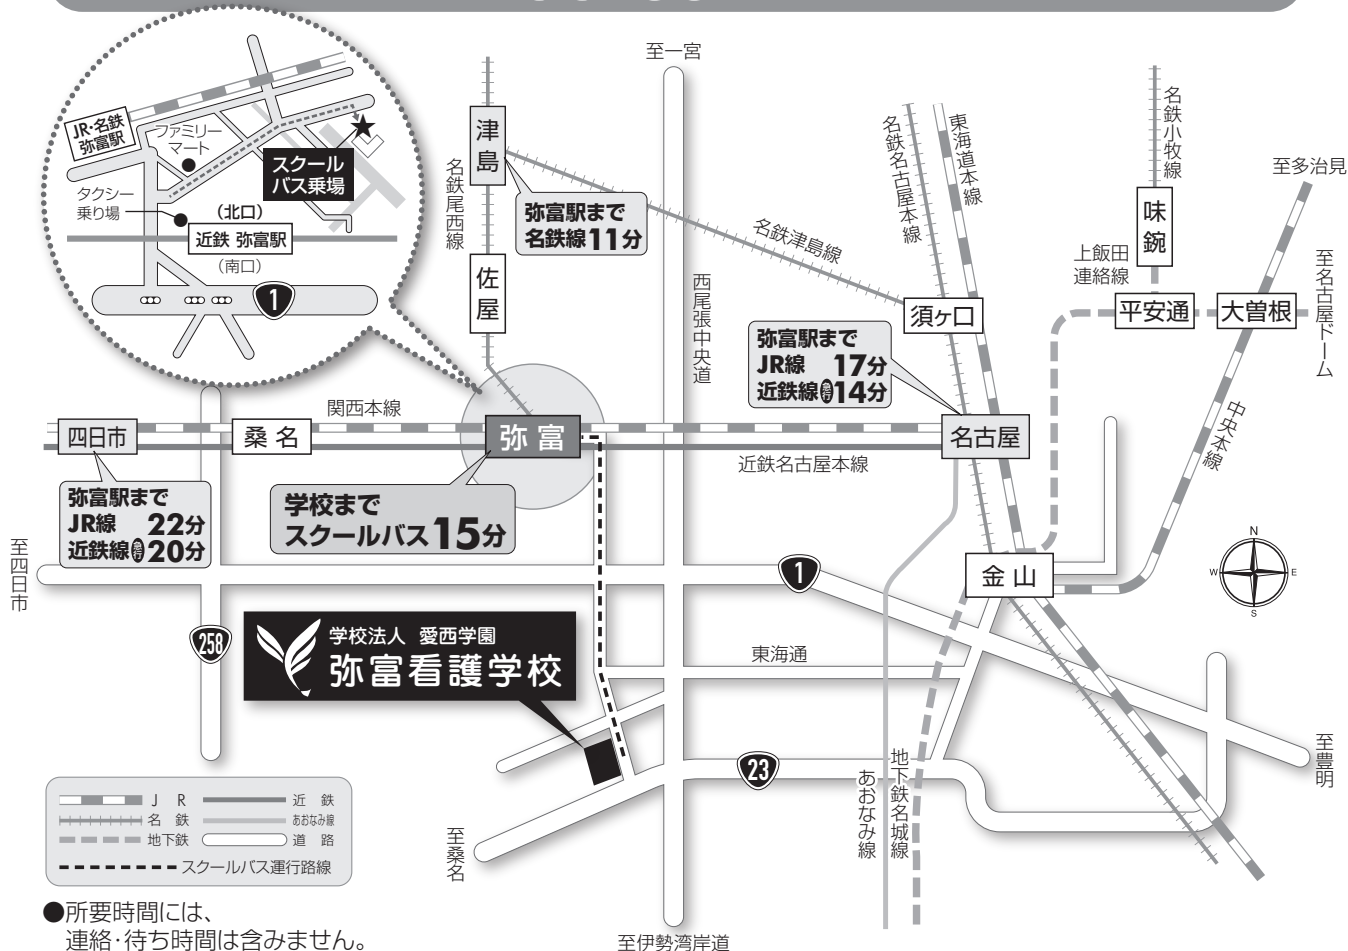 至一宮
JR・名鉄
弥富駅
ファミリー
マート
スクール
バス乗場
タクシー
乗り場
(北口)
近鉄 弥富駅
(南口)
1
津島
名鉄尾西線
弥富駅まで
名鉄線11分
佐屋
名鉄津島線
西尾張中央道
名鉄名古屋本線
東海道本線
須ヶ口
名鉄小牧線
味鋺
上飯田
連絡線
平安通
大曽根
至多治見
至名古屋ドーム
弥富駅まで
JR線 17分
近鉄線急行14分
関西本線
四日市
桑名
弥富
名古屋
近鉄名古屋本線
中央本線
弥富駅まで
JR線 22分
近鉄線急行20分
学校まで
スクールバス15分
至四日市
1
金山
N
W
E
S
258
学校法人 愛西学園
弥富看護学校
東海通
23
あおなみ線
地下鉄名城線
至豊明
至桑名
JR
近鉄
名鉄
あおなみ線
地下鉄
道路
スクールバス運行路線
●所要時間には、
連絡・待ち時間は含みません。
至伊勢湾岸道